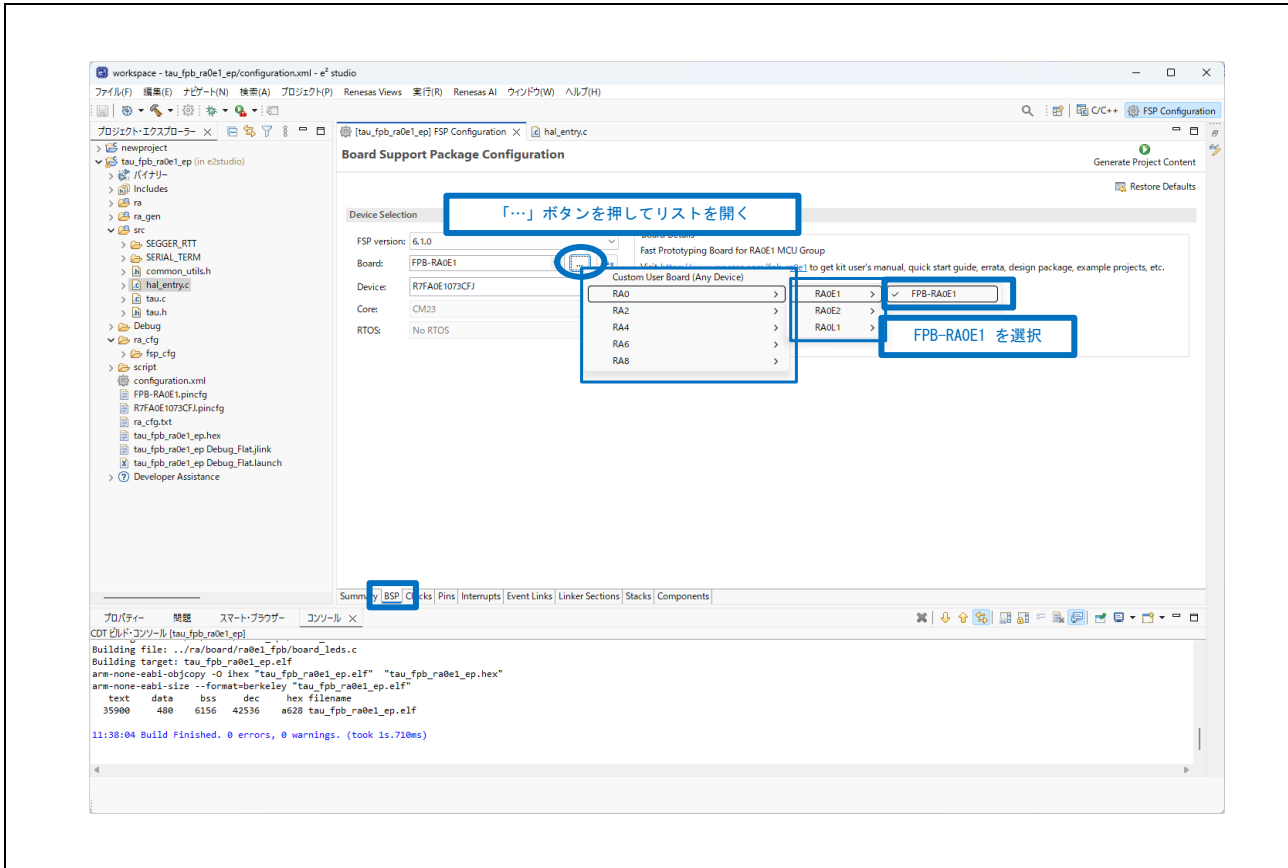 workspace - tau_fpb_ra0e1_ep/configuration.xml - e² studio
ファイル(F) 編集(E) ナビゲート(N) 検索(A) プロジェクト(P) Renesas Views 実行(R) Renesas AI ウィンドウ(W) ヘルプ(H)
C/C++ FSP Configuration
プロジェクト・エクスプローラー
[tau_fpb_ra0e1_ep] FSP Configuration hal_entry.c
newproject
tau_fpb_ra0e1_ep (in e2studio)
バイナリー
Includes
ra
ra_gen
src
SEGGER_RTT
SERIAL_TERM
common_utils.h
hal_entry.c
tau.c
tau.h
Debug
ra_cfg
fsp_cfg
script
configuration.xml
FPB-RA0E1.pincfg
R7FA0E1073CFJ.pincfg
ra_cfg.txt
tau_fpb_ra0e1_ep.hex
tau_fpb_ra0e1_ep Debug_Flat.jlink
tau_fpb_ra0e1_ep Debug_Flat.launch
Developer Assistance
Board Support Package Configuration
Generate Project Content
Restore Defaults
Device Selection
「…」ボタンを押してリストを開く
FSP version: 6.1.0
Board: FPB-RA0E1 ...
Device: R7FA0E1073CFJ
Core: CM23
RTOS: No RTOS
Board Details
Fast Prototyping Board for RA0E1 MCU Group
to get kit user's manual, quick start guide, errata, design package, example projects, etc.
Custom User Board (Any Device)
RA0
RA2
RA4
RA6
RA8
RA0E1
RA0E2
RA0L1
FPB-RA0E1
FPB-RA0E1 を選択
Summary BSP Clocks Pins Interrupts Event Links Linker Sections Stacks Components
プロパティー 問題 スマート・ブラウザー コンソール
CDT ビルド・コンソール [tau_fpb_ra0e1_ep]
Building file: ../ra/board/ra0e1_fpb/board_leds.c
Building target: tau_fpb_ra0e1_ep.elf
arm-none-eabi-objcopy -O ihex "tau_fpb_ra0e1_ep.elf" "tau_fpb_ra0e1_ep.hex"
arm-none-eabi-size --format=berkeley "tau_fpb_ra0e1_ep.elf"
text data bss dec hex filename
35900 480 6156 42536 a628 tau_fpb_ra0e1_ep.elf
11:38:04 Build Finished. 0 errors, 0 warnings. (took 1s.710ms)